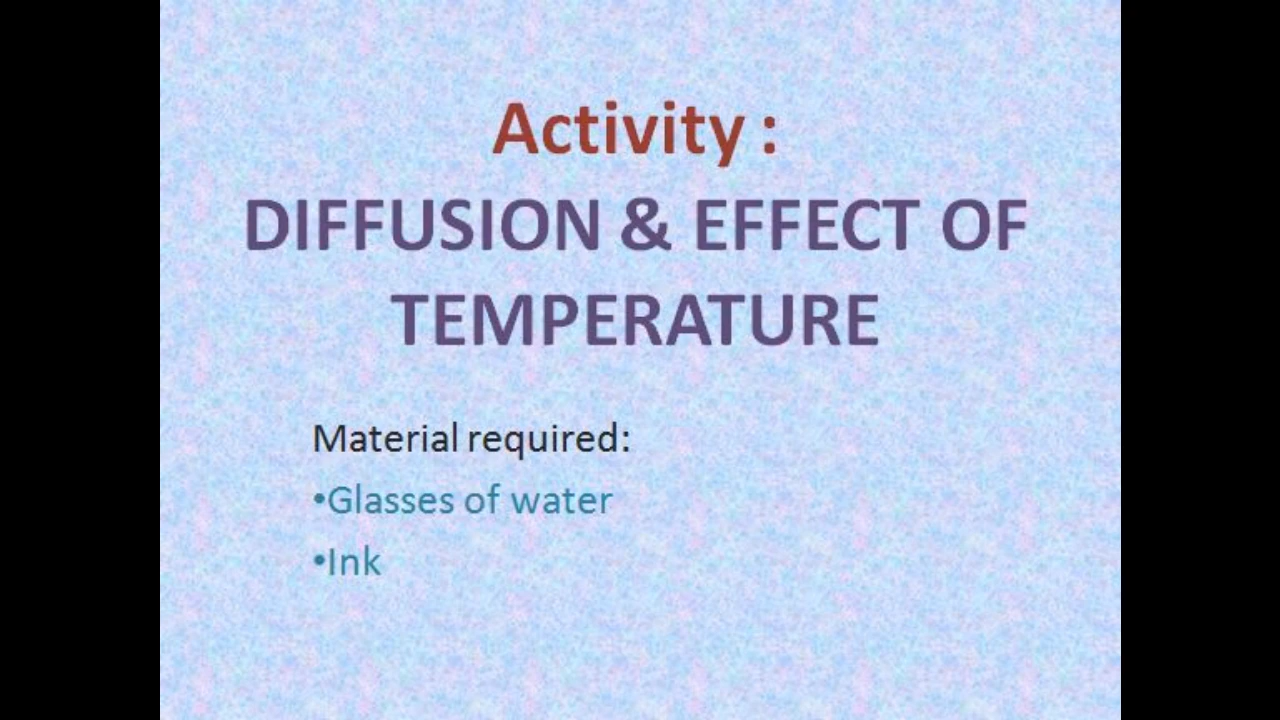 Activity :
DIFFUSION & EFFECT OF
TEMPERATURE
Material required:
•Glasses of water
•Ink